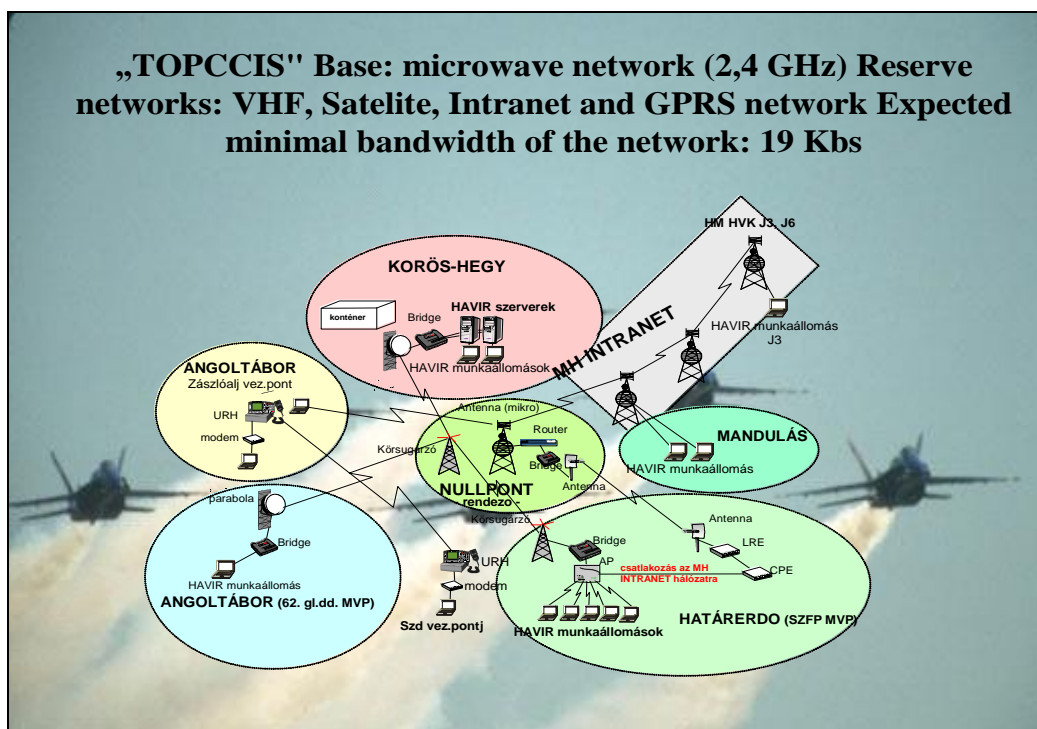 „TOPCCIS" Base: microwave network (2,4 GHz) Reserve
networks: VHF, Satelite, Intranet and GPRS network Expected
minimal bandwidth of the network: 19 Kbs
HM HVK J3, J6
HAVIR munkaállomás
J3
MH INTRANET
KORÖS-HEGY
konténer
Bridge
HAVIR szerverek
HAVIR munkaállomások
ANGOLTÁBOR
Zászlóalj vez.pont
URH
modem
Antenna (mikro)
Router
Körsugárzó
Bridge
Antenna
NULLPONT
rendezo -
MANDULÁS
HAVIR munkaállomás
parabola
Bridge
HAVIR munkaállomás
ANGOLTÁBOR (62. gl.dd. MVP)
URH
modem
Szd vez.pontj
Körsugárzó
Bridge
AP
csatlakozás az MH
INTRANET hálózatra
Antenna
LRE
CPE
HAVIR munkaállomások
HATÁRERDO (SZFP MVP)